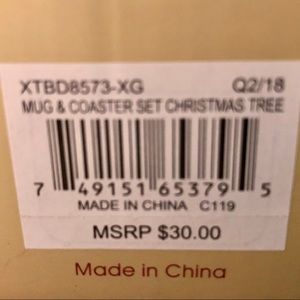 XTBD8573-XG Q2/18
MUG & COASTER SET CHRISTMAS TREE
7 49151 65379 5
MADE IN CHINA C119
MSRP $30.00
Made in China